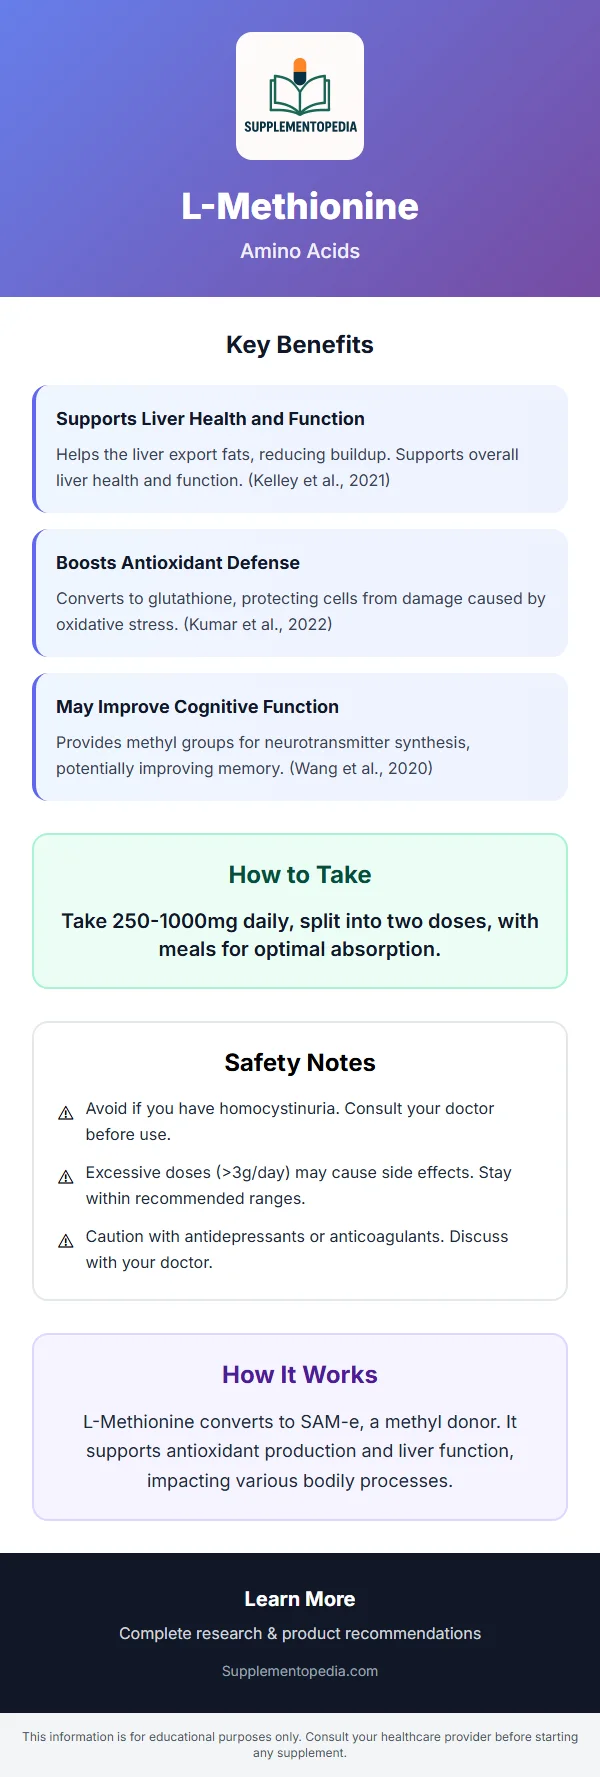 SUPPLEMENTOPEDIA
L-Methionine
Amino Acids
Key Benefits
Supports Liver Health and Function
Helps the liver export fats, reducing buildup. Supports overall
liver health and function. (Kelley et al., 2021)
Boosts Antioxidant Defense
Converts to glutathione, protecting cells from damage caused by
oxidative stress. (Kumar et al., 2022)
May Improve Cognitive Function
Provides methyl groups for neurotransmitter synthesis,
potentially improving memory. (Wang et al., 2020)
How to Take
Take 250-1000mg daily, split into two doses, with
meals for optimal absorption.
Safety Notes
Avoid if you have homocystinuria. Consult your doctor
before use.
Excessive doses (>3g/day) may cause side effects. Stay
within recommended ranges.
Caution with antidepressants or anticoagulants. Discuss
with your doctor.
How It Works
L-Methionine converts to SAM-e, a methyl donor. It
supports antioxidant production and liver function,
impacting various bodily processes.
Learn More
Complete research & product recommendations
Supplementopedia.com
This information is for educational purposes only. Consult your healthcare provider before starting
any supplement.